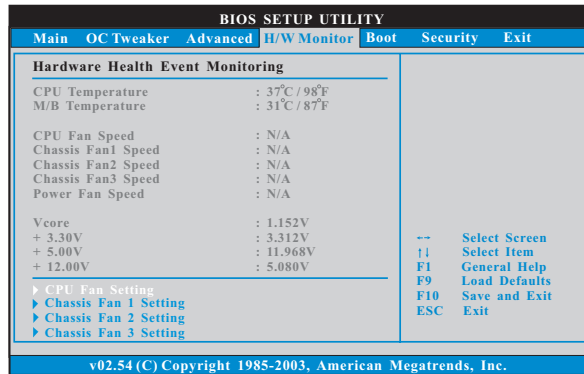 BIOS SETUP UTILITY
Main OC Tweaker Advanced H/W Monitor Boot Security Exit
Hardware Health Event Monitoring
CPU Temperature : 37°C / 98°F
M/B Temperature : 31°C / 87°F
CPU Fan Speed : N/A
Chassis Fan1 Speed : N/A
Chassis Fan2 Speed : N/A
Chassis Fan3 Speed : N/A
Power Fan Speed : N/A
Vcore : 1.152V
+ 3.30V : 3.312V
+ 5.00V : 11.968V
+ 12.00V : 5.080V
CPU Fan Setting
Chassis Fan 1 Setting
Chassis Fan 2 Setting
Chassis Fan 3 Setting
←→ Select Screen
↑↓ Select Item
F1 General Help
F9 Load Defaults
F10 Save and Exit
ESC Exit
v02.54 (C) Copyright 1985-2003, American Megatrends, Inc.